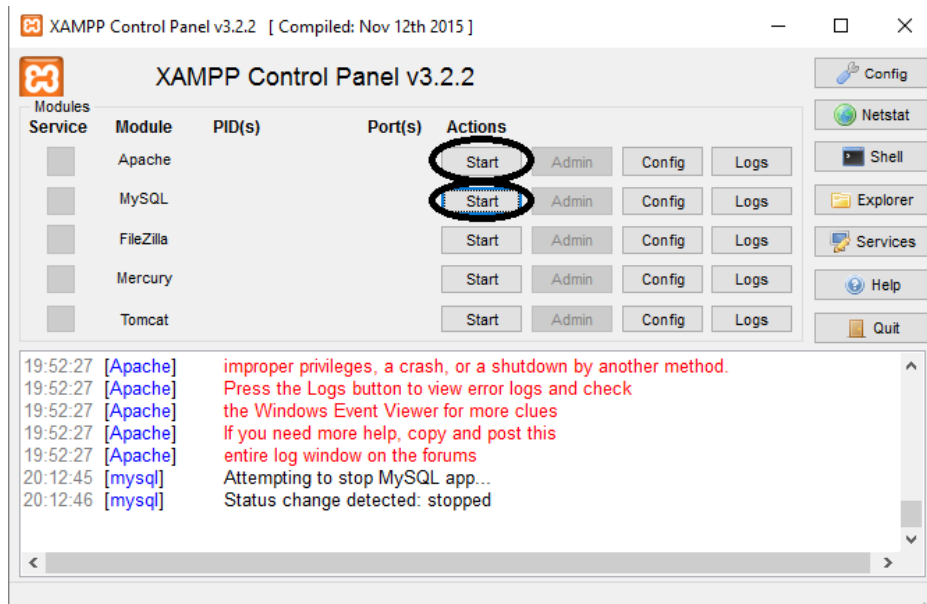 XAMPP Control Panel v3.2.2 [ Compiled: Nov 12th 2015 ]
XAMPP Control Panel v3.2.2
Config
Modules
Service Module PID(s) Port(s) Actions
Netstat
Apache Start Admin Config Logs
Shell
MySQL Start Admin Config Logs
Explorer
FileZilla Start Admin Config Logs
Services
Mercury Start Admin Config Logs
Help
Tomcat Start Admin Config Logs
Quit
19:52:27 [Apache] improper privileges, a crash, or a shutdown by another method.
19:52:27 [Apache] Press the Logs button to view error logs and check
19:52:27 [Apache] the Windows Event Viewer for more clues
19:52:27 [Apache] If you need more help, copy and post this
19:52:27 [Apache] entire log window on the forums
20:12:45 [mysql] Attempting to stop MySQL app...
20:12:46 [mysql] Status change detected: stopped